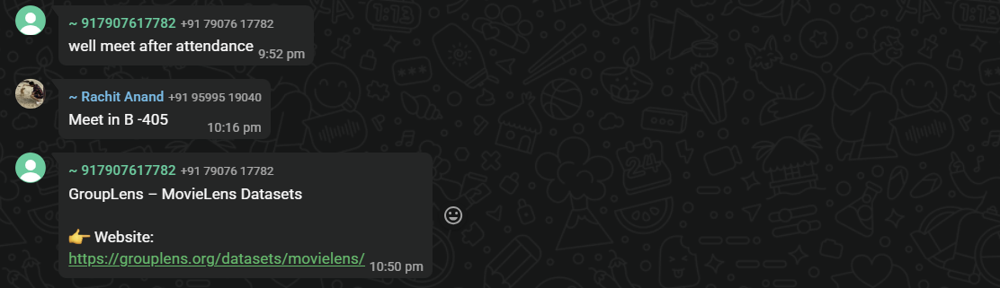 ~ 917907617782 +91 79076 17782
well meet after attendance 9:52 pm
~ Rachit Anand +91 95995 19040
Meet in B -405 10:16 pm
~ 917907617782 +91 79076 17782
GroupLens – MovieLens Datasets
👉 Website:
https://grouplens.org/datasets/movielens/ 10:50 pm